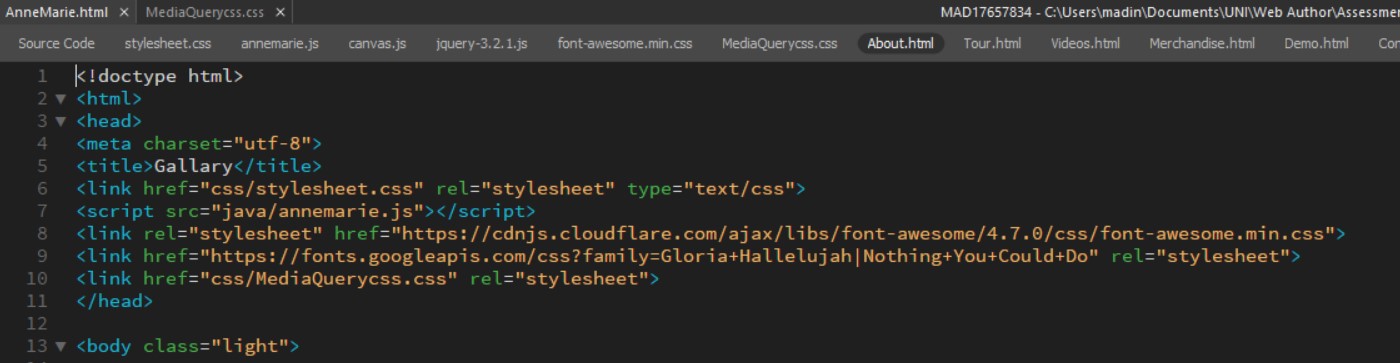 AnneMarie.html × MediaQuerycss.css × MAD17657834 - C:\Users\madin\Documents\UNI\Web Author\Assessmer
Source Code stylesheet.css annemarie.js canvas.js jquery-3.2.1.js font-awesome.min.css MediaQuerycss.css About.html Tour.html Videos.html Merchandise.html Demo.html Cor
1 <!doctype html>
2 ▼ <html>
3 ▼ <head>
4 <meta charset="utf-8">
5 <title>Gallary</title>
6 <link href="css/stylesheet.css" rel="stylesheet" type="text/css">
7 <script src="java/annemarie.js"></script>
8 <link rel="stylesheet" href="https://cdnjs.cloudflare.com/ajax/libs/font-awesome/4.7.0/css/font-awesome.min.css">
9 <link href="https://fonts.googleapis.com/css?family=Gloria+Hallelujah|Nothing+You+Could+Do" rel="stylesheet">
10 <link href="css/MediaQuerycss.css" rel="stylesheet">
11 </head>
12
13 ▼ <body class="light">